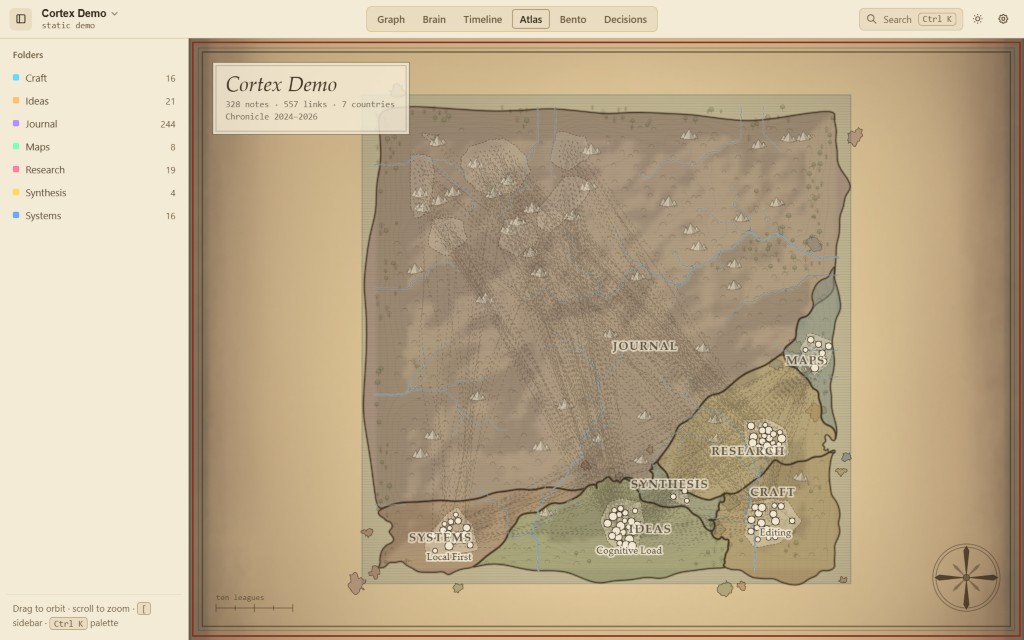 Cortex Demo
static demo
Graph Brain Timeline Atlas Bento Decisions
Search Ctrl K
Folders
Craft 16
Ideas 21
Journal 244
Maps 8
Research 19
Synthesis 4
Systems 16
Drag to orbit · scroll to zoom · [
sidebar · Ctrl K palette
Cortex Demo
328 notes · 557 links · 7 countries
Chronicle 2024–2026
JOURNAL
MAPS
RESEARCH
SYNTHESIS
CRAFT
IDEAS
Editing
SYSTEMS
Cognitive Load
Local First
ten leagues